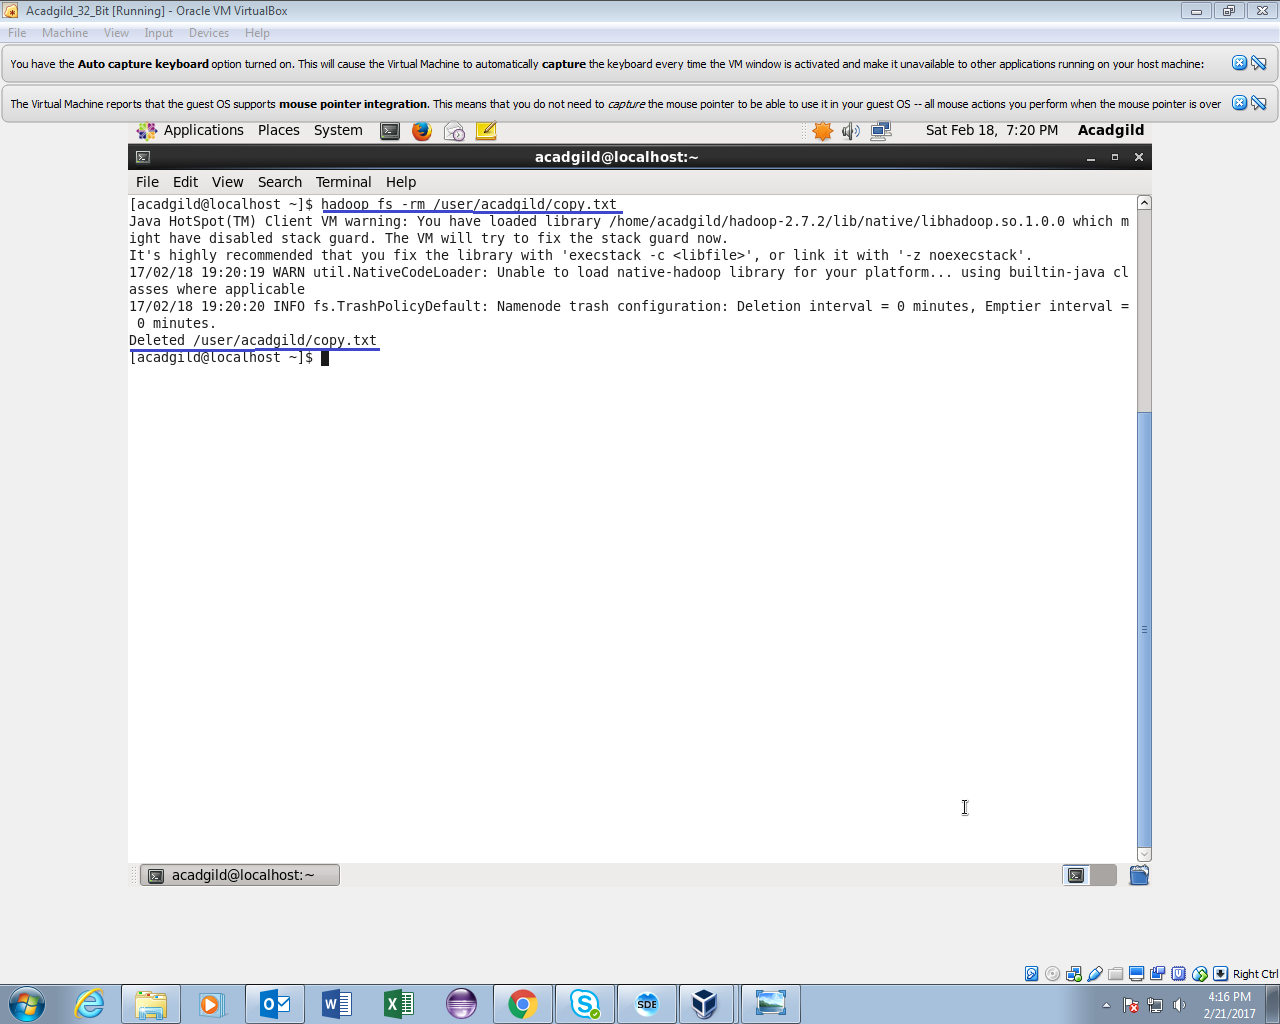 Acadgild_32_Bit [Running] - Oracle VM VirtualBox
File Machine View Input Devices Help
You have the Auto capture keyboard option turned on. This will cause the Virtual Machine to automatically capture the keyboard every time the VM window is activated and make it unavailable to other applications running on your host machine:
The Virtual Machine reports that the guest OS supports mouse pointer integration. This means that you do not need to capture the mouse pointer to be able to use it in your guest OS -- all mouse actions you perform when the mouse pointer is over
Applications Places System Sat Feb 18, 7:20 PM Acadgild
acadgild@localhost:~
File Edit View Search Terminal Help
[acadgild@localhost ~]$ hadoop fs -rm /user/acadgild/copy.txt
Java HotSpot(TM) Client VM warning: You have loaded library /home/acadgild/hadoop-2.7.2/lib/native/libhadoop.so.1.0.0 which m
ight have disabled stack guard. The VM will try to fix the stack guard now.
It's highly recommended that you fix the library with 'execstack -c <libfile>', or link it with '-z noexecstack'.
17/02/18 19:20:19 WARN util.NativeCodeLoader: Unable to load native-hadoop library for your platform... using builtin-java cl
asses where applicable
17/02/18 19:20:20 INFO fs.TrashPolicyDefault: Namenode trash configuration: Deletion interval = 0 minutes, Emptier interval =
 0 minutes.
Deleted /user/acadgild/copy.txt
[acadgild@localhost ~]$
acadgild@localhost:~
Right Ctrl
SDE
4:16 PM
2/21/2017